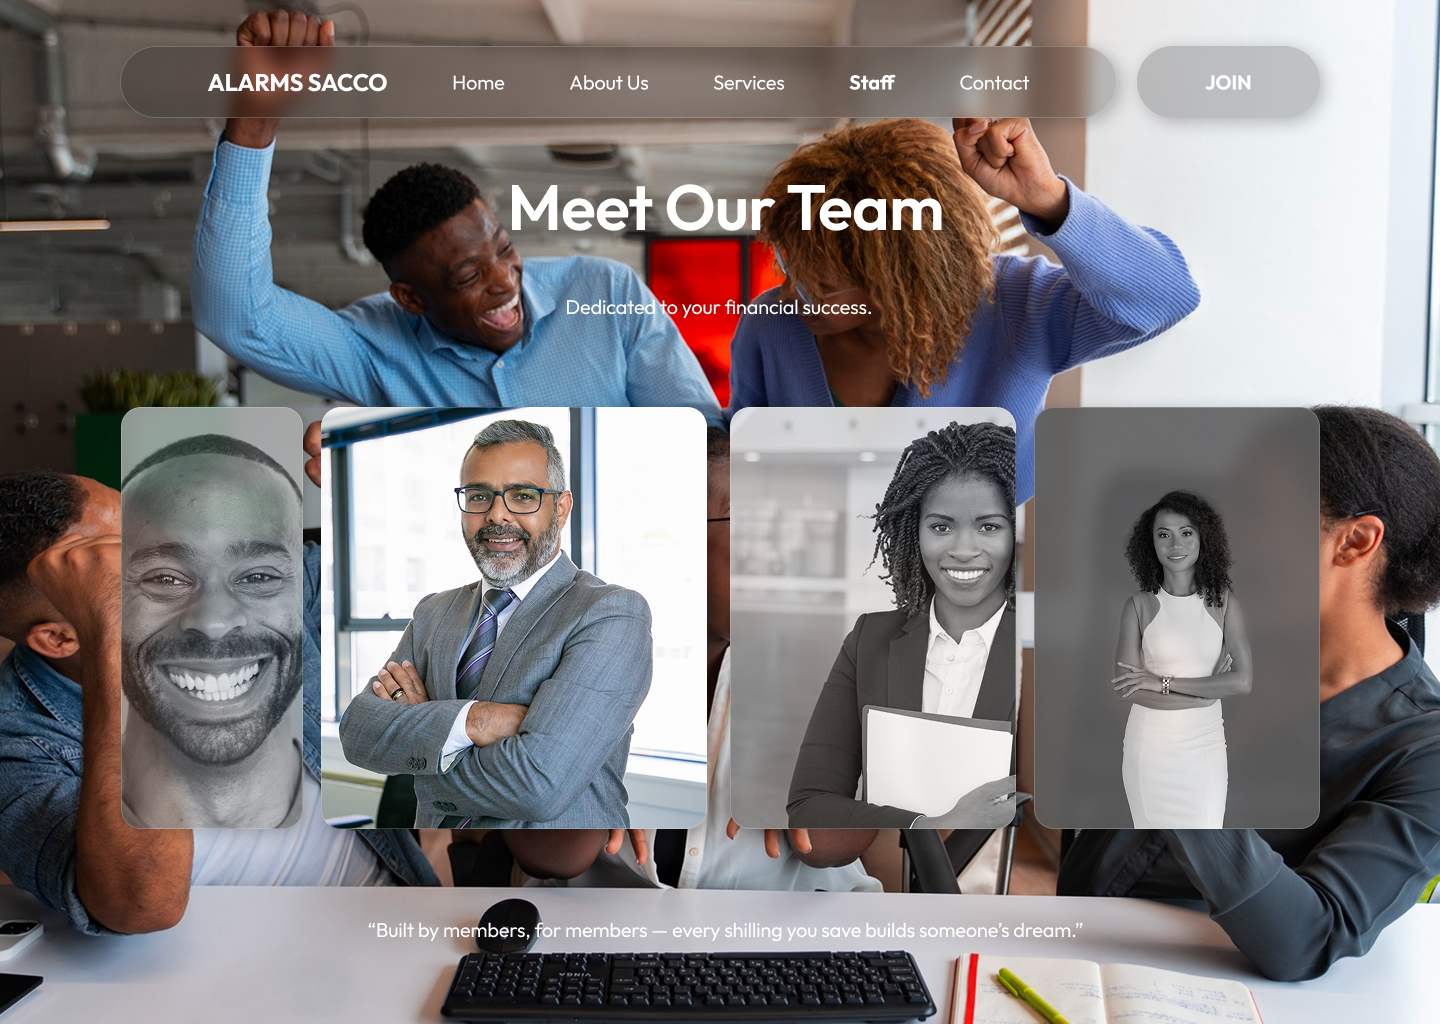 ALARMS SACCO
Home
About Us
Services
Staff
Contact
JOIN
Meet Our Team
Dedicated to your financial success.
“Built by members, for members — every shilling you save builds someone’s dream.”